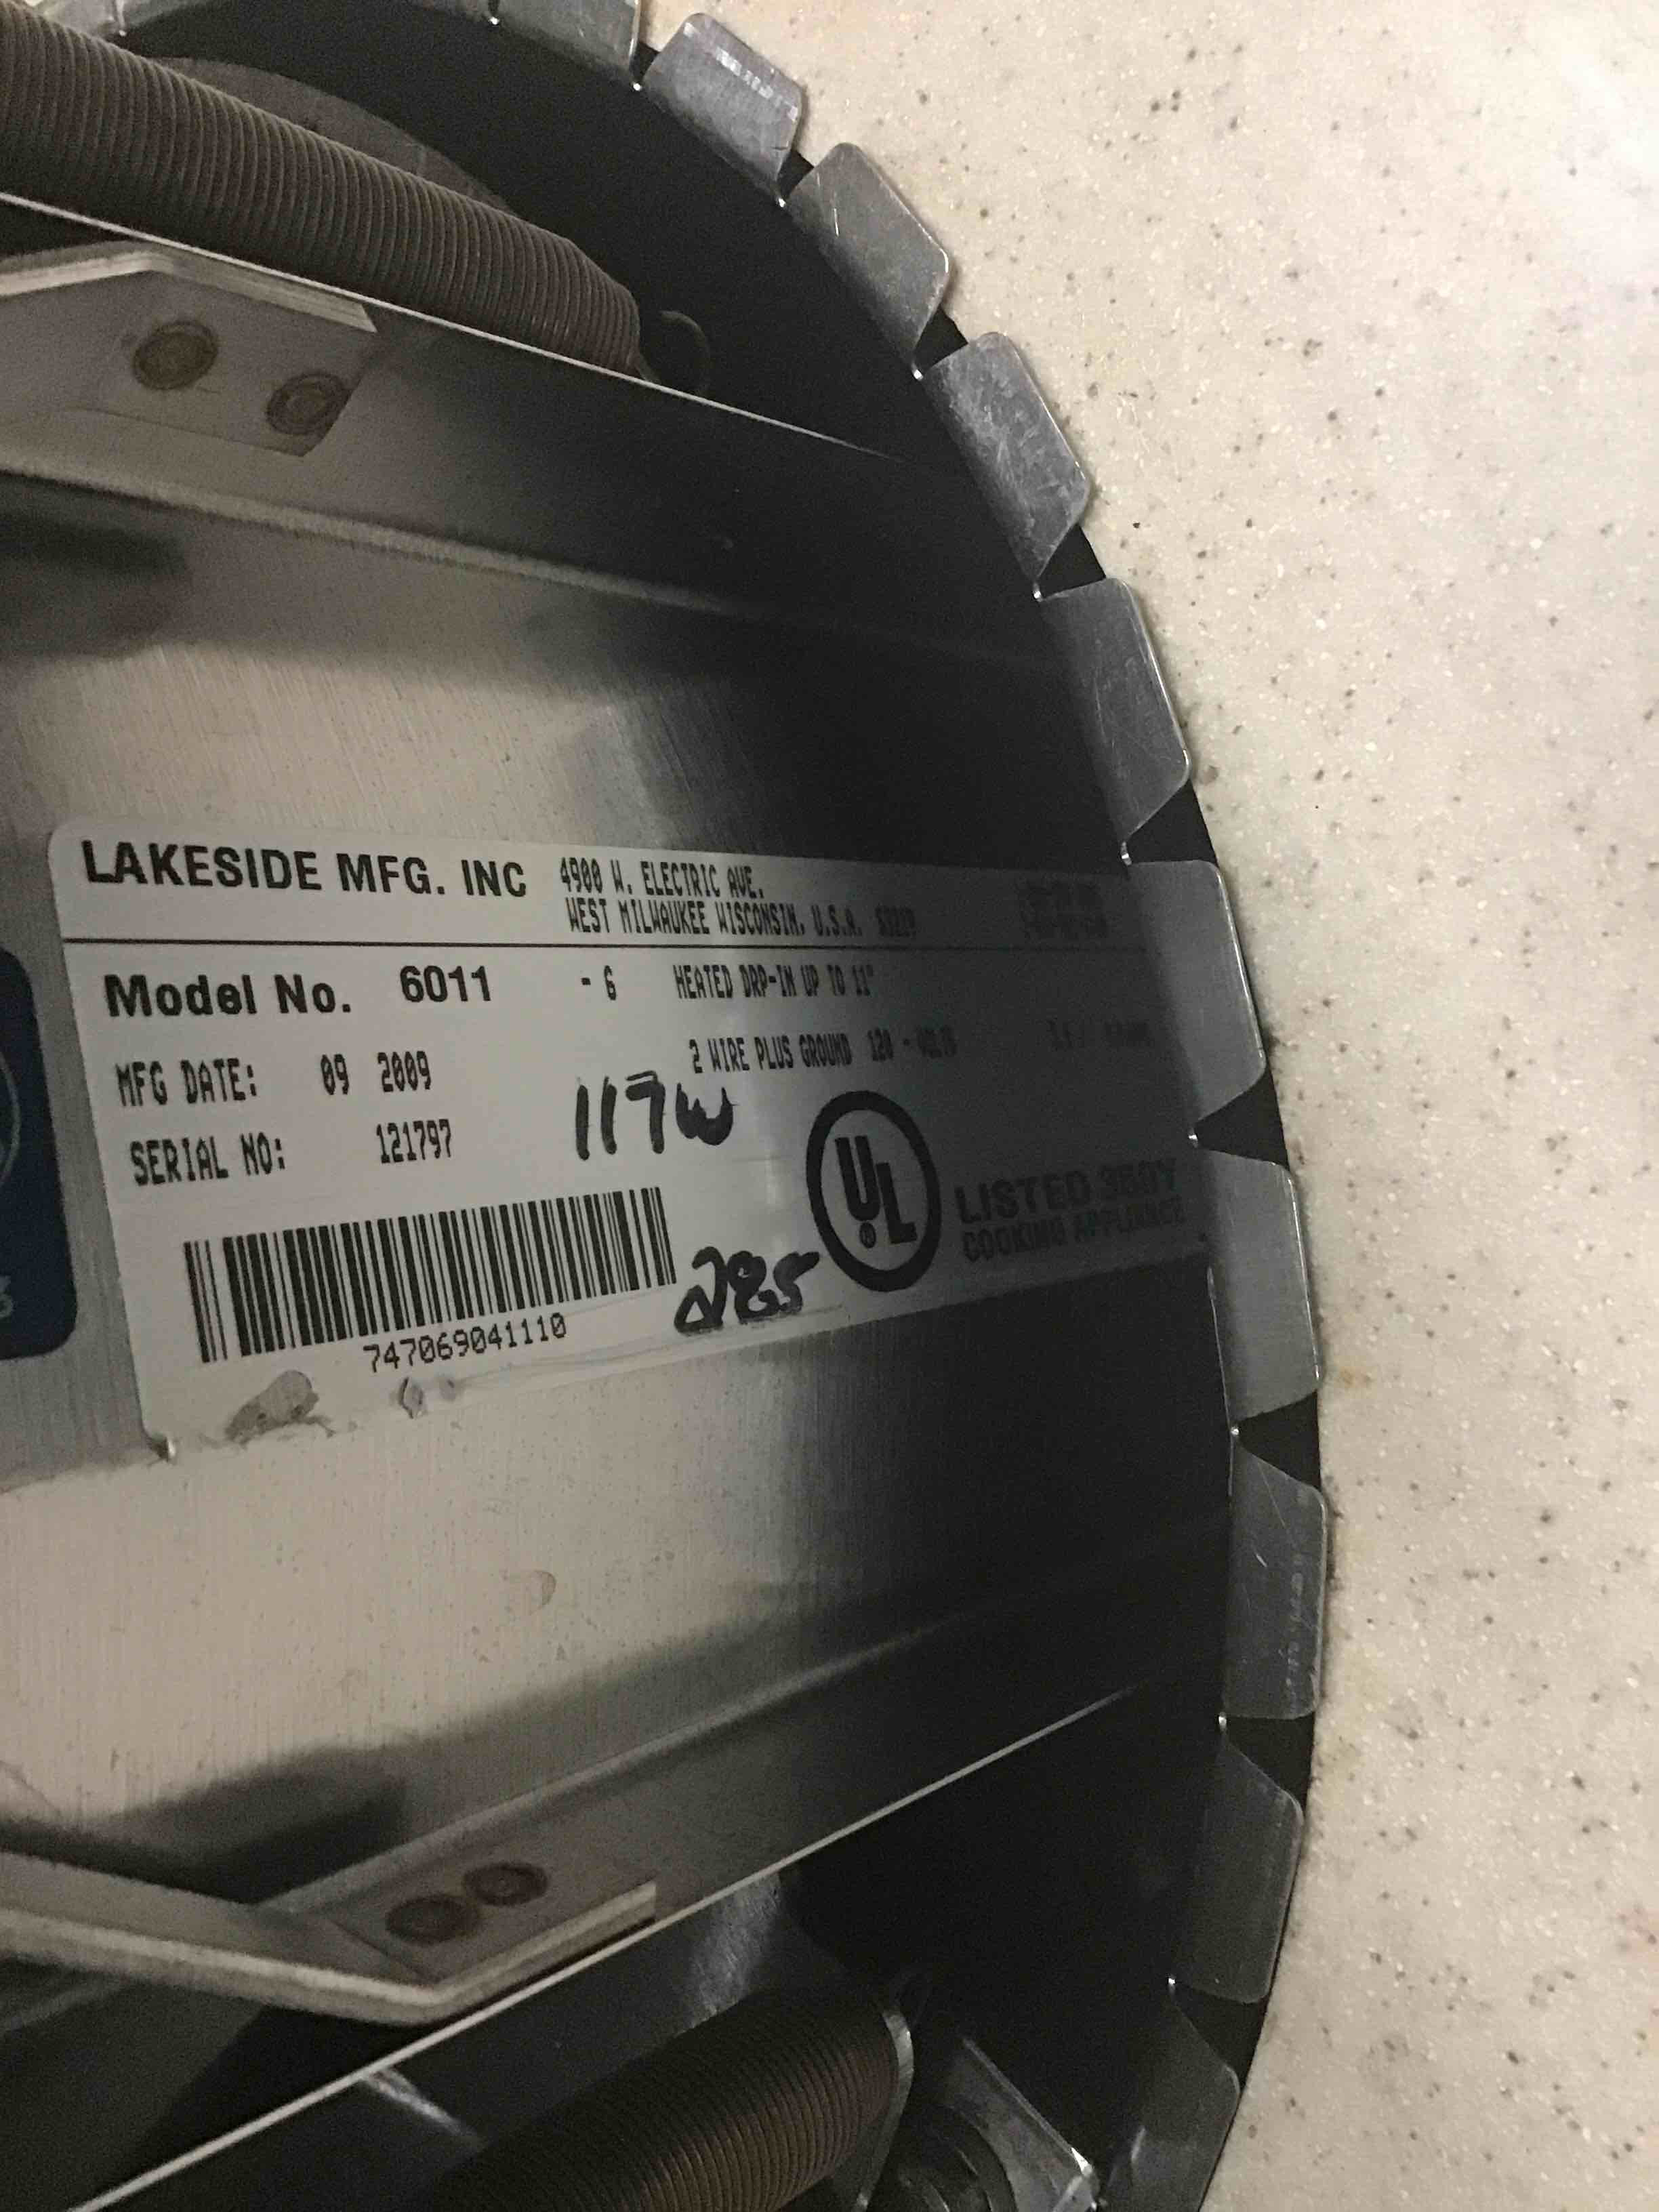 LAKESIDE MFG. INC
4900 W. ELECTRIC AVE.
WEST MILWAUKEE WISCONSIN, U.S.A. 53219
Model No. 6011 - 6 HEATED DRP-IN UP TO 11"
MFG DATE: 09 2009
2 WIRE PLUS GROUND 120 - VOLTS
SERIAL NO: 121797
117W
UL
LISTED 350Y
COOKING APPLIANCE
747069041110
285